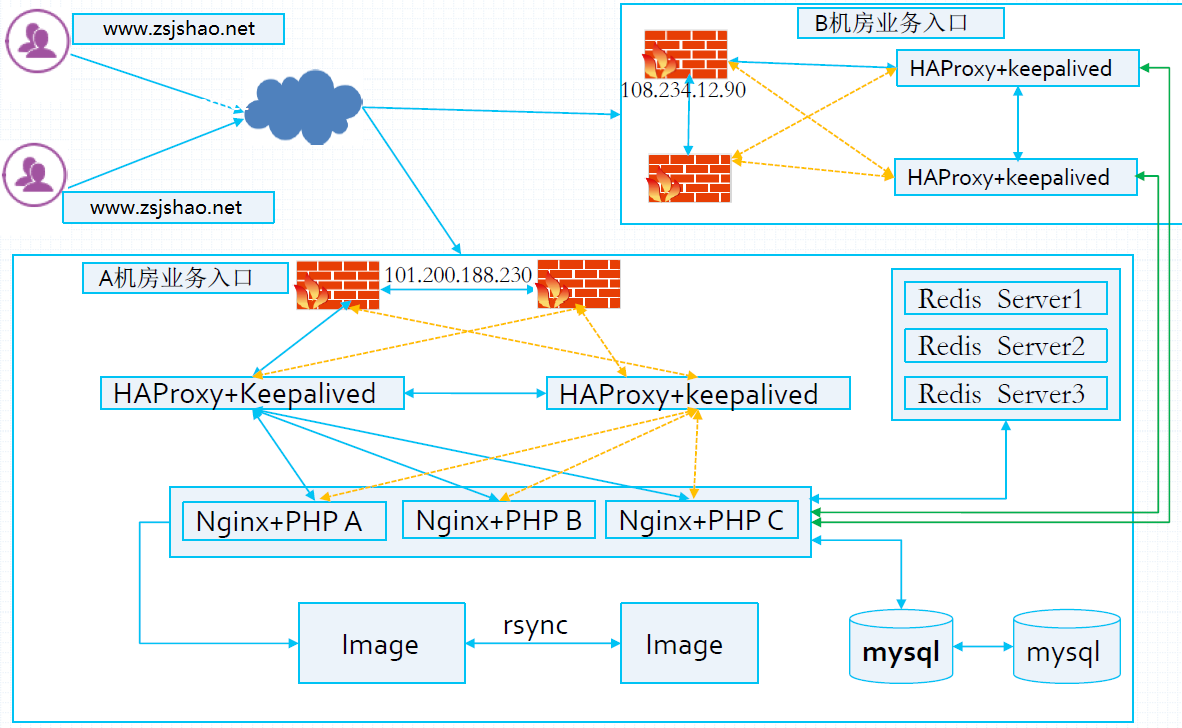 www.zsjshao.net
B机房业务入口
HAProxy+keepalived
108.234.12.90
HAProxy+keepalived
www.zsjshao.net
A机房业务入口
101.200.188.230
Redis Server1
Redis Server2
Redis Server3
HAProxy+Keepalived
HAProxy+keepalived
Nginx+PHP A
Nginx+PHP B
Nginx+PHP C
Image
rsync
Image
mysql
mysql